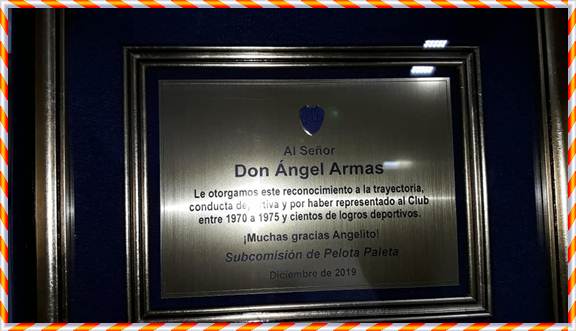 Al Señor
Don Ángel Armas
Le otorgamos este reconocimiento a la trayectoria,
conducta y por haber representado al Club
entre 1970 a 1975 y cientos de logros deportivos.
¡Muchas gracias Angelito!
Subcomisión de Pelota Paleta
Diciembre de 2019